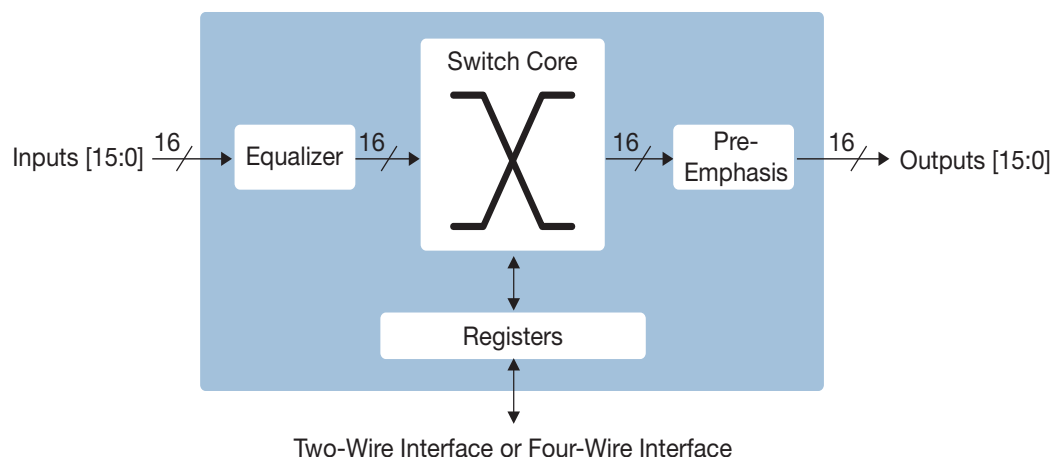 Switch Core
Inputs [15:0]
16
Equalizer
16
16
Pre-
Emphasis
16
Outputs [15:0]
Registers
Two-Wire Interface or Four-Wire Interface